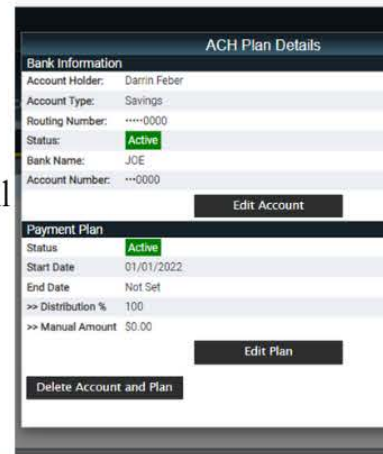 ACH Plan Details
Bank Information
Account Holder: Darrin Feber
Account Type: Savings
Routing Number: ·····0000
Status: Active
Bank Name: JOE
Account Number: ···0000
Edit Account
Payment Plan
Status Active
Start Date 01/01/2022
End Date Not Set
>> Distribution % 100
>> Manual Amount $0.00
Edit Plan
Delete Account and Plan